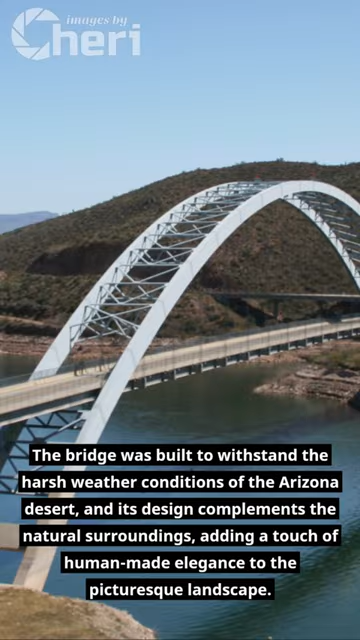 images by
Cheri
The bridge was built to withstand the
harsh weather conditions of the Arizona
desert, and its design complements the
natural surroundings, adding a touch of
human-made elegance to the
picturesque landscape.